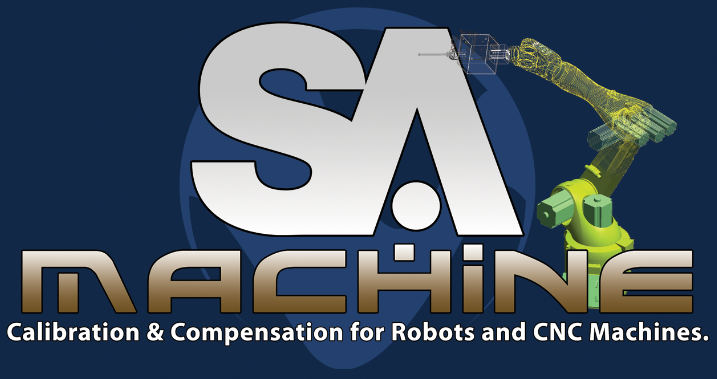 SA
MACHINE
Calibration & Compensation for Robots and CNC Machines.